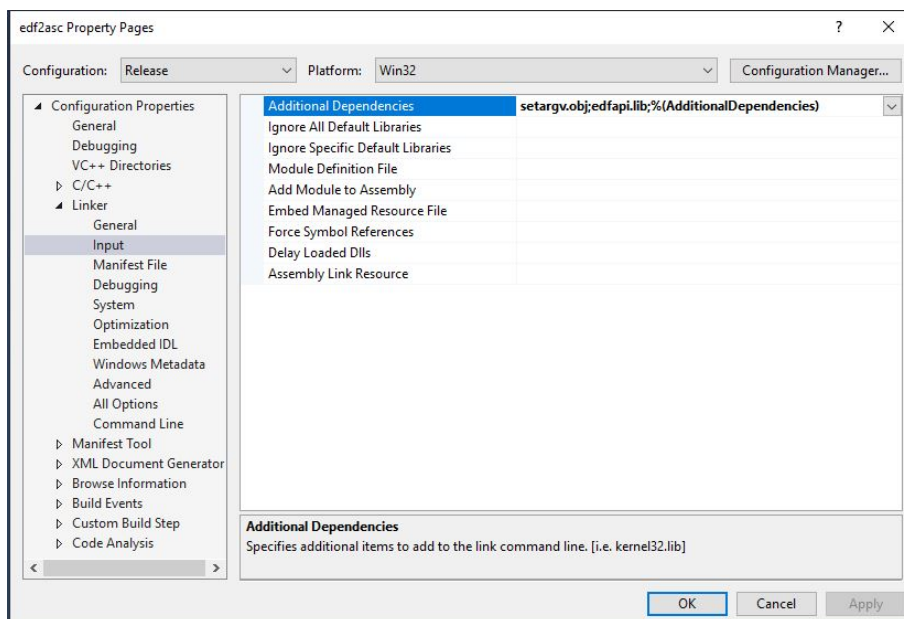 edf2asc Property Pages
Configuration: Release Platform: Win32 Configuration Manager...
Configuration Properties
General
Debugging
VC++ Directories
C/C++
Linker
General
Input
Manifest File
Debugging
System
Optimization
Embedded IDL
Windows Metadata
Advanced
All Options
Command Line
Manifest Tool
XML Document Generator
Browse Information
Build Events
Custom Build Step
Code Analysis
Additional Dependencies setargv.obj;edfapi.lib;%(AdditionalDependencies)
Ignore All Default Libraries
Ignore Specific Default Libraries
Module Definition File
Add Module to Assembly
Embed Managed Resource File
Force Symbol References
Delay Loaded Dlls
Assembly Link Resource
Additional Dependencies
Specifies additional items to add to the link command line. [i.e. kernel32.lib]
OK Cancel Apply